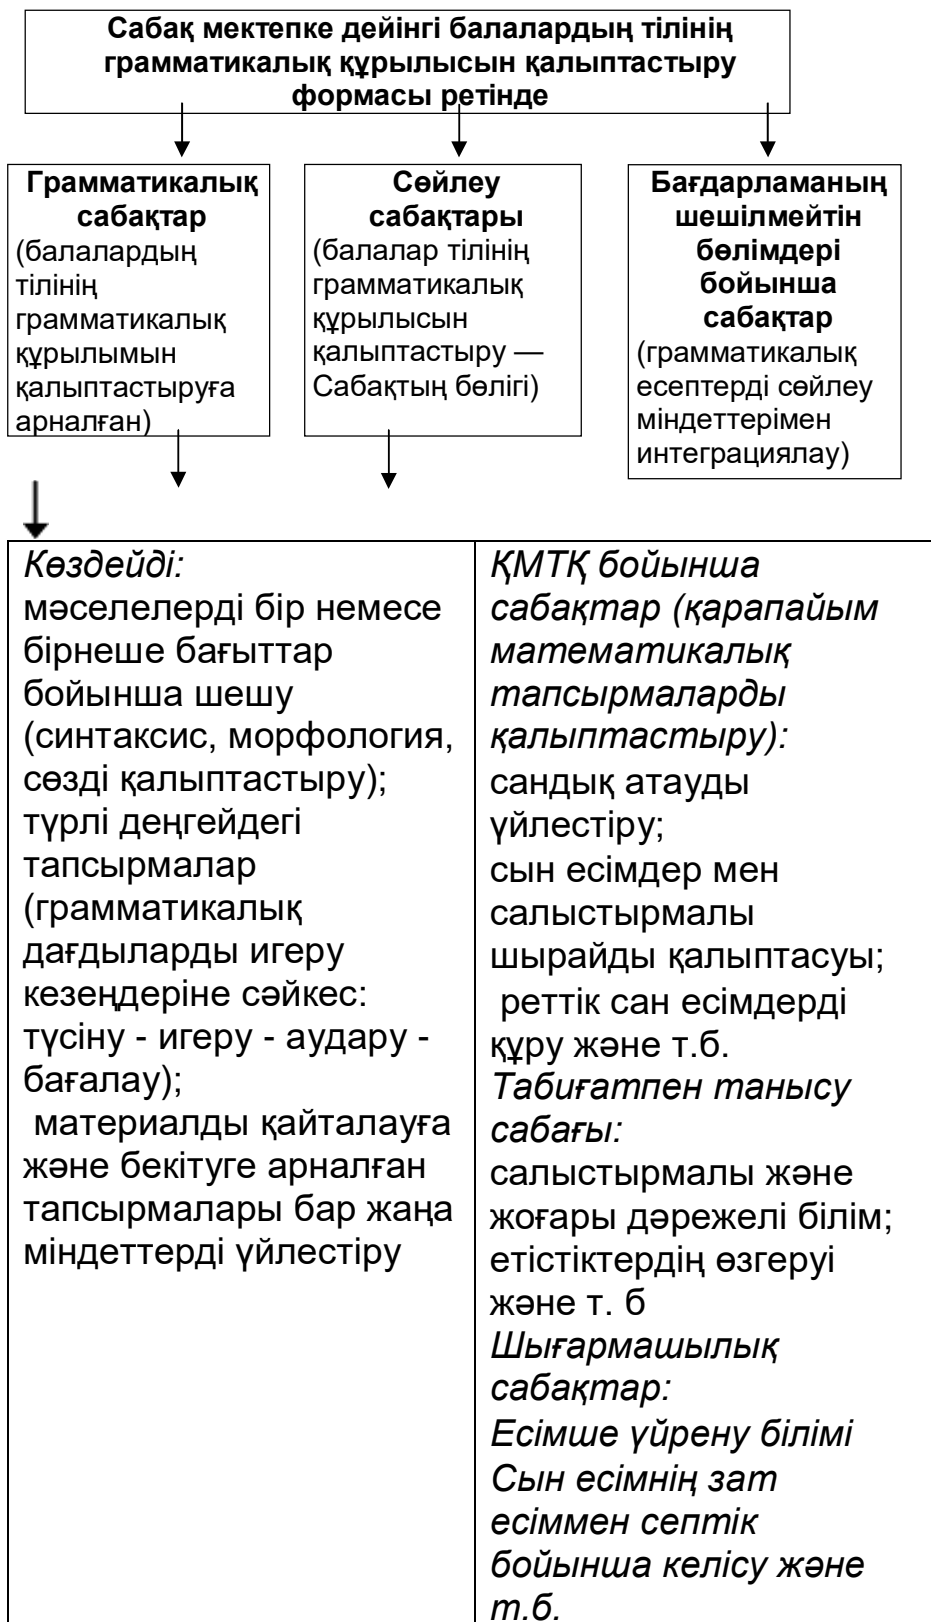 Сабақ мектепке дейінгі балалардың тілінің
грамматикалық құрылысын қалыптастыру
формасы ретінде
Грамматикалық
сабақтар
(балалардың
тілінің
грамматикалық
құрылымын
қалыптастыруға
арналған)
Сөйлеу
сабақтары
(балалар тілінің
грамматикалық
құрылысын
қалыптастыру —
Сабақтың бөлігі)
Бағдарламаның
шешілмейтін
бөлімдері
бойынша
сабақтар
(грамматикалық
есептерді сөйлеу
міндеттерімен
интеграциялау)
Көздейді:
мәселелерді бір немесе
бірнеше бағыттар
бойынша шешу
(синтаксис, морфология,
сөзді қалыптастыру);
түрлі деңгейдегі
тапсырмалар
(грамматикалық
дағдыларды игеру
кезеңдеріне сәйкес:
түсіну - игеру - аудару -
бағалау);
материалды қайталауға
және бекітуге арналған
тапсырмалары бар жаңа
міндеттерді үйлестіру
ҚМТҚ бойынша
сабақтар (қарапайым
математикалық
тапсырмаларды
қалыптастыру):
сандық атауды
үйлестіру;
сын есімдер мен
салыстырмалы
шырайды қалыптасуы;
реттік сан есімдерді
құру және т.б.
Табиғатпен танысу
сабағы:
салыстырмалы және
жоғары дәрежелі білім;
етістіктердің өзгеруі
және т. б
Шығармашылық
сабақтар:
Есімше үйрену білімі
Сын есімнің зат
есіммен септік
бойынша келісу және
т.б.